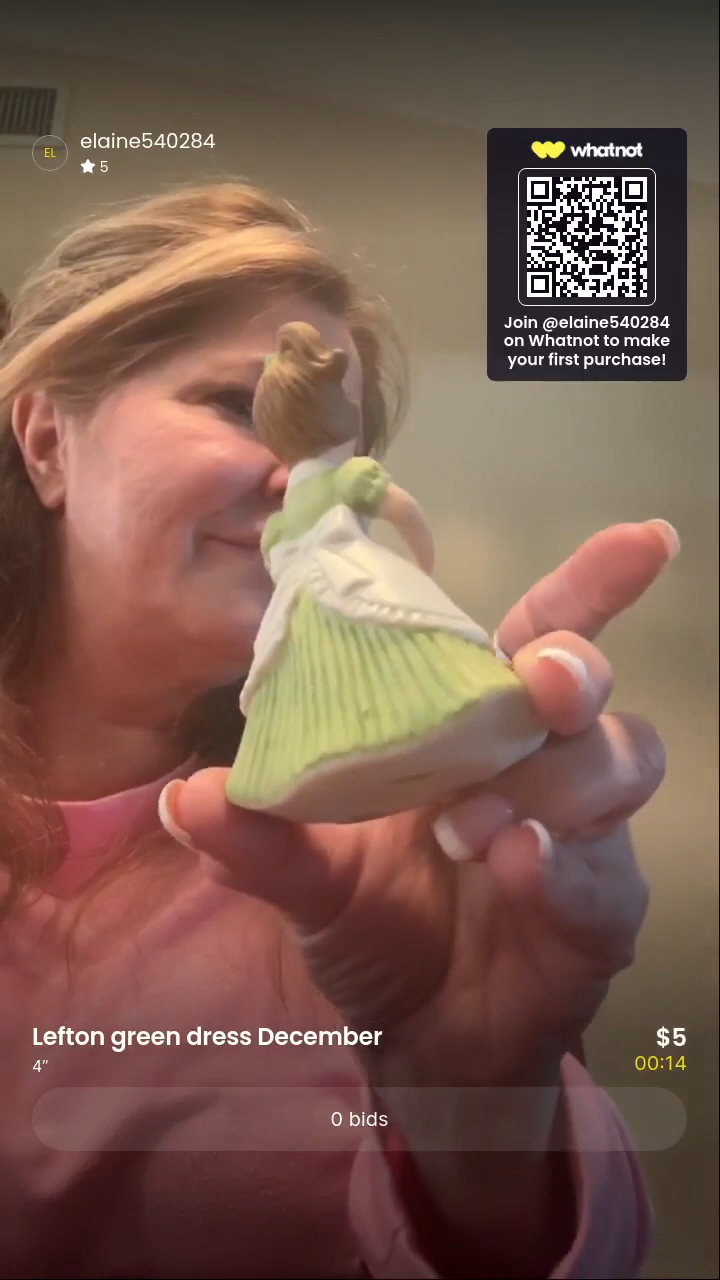 EL
elaine540284
5
whatnot
Join @elaine540284
on Whatnot to make
your first purchase!
Lefton green dress December
$5
4"
00:14
0 bids